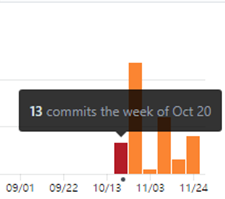 13 commits the week of Oct 20
09/01 09/22 10/13 11/03 11/24